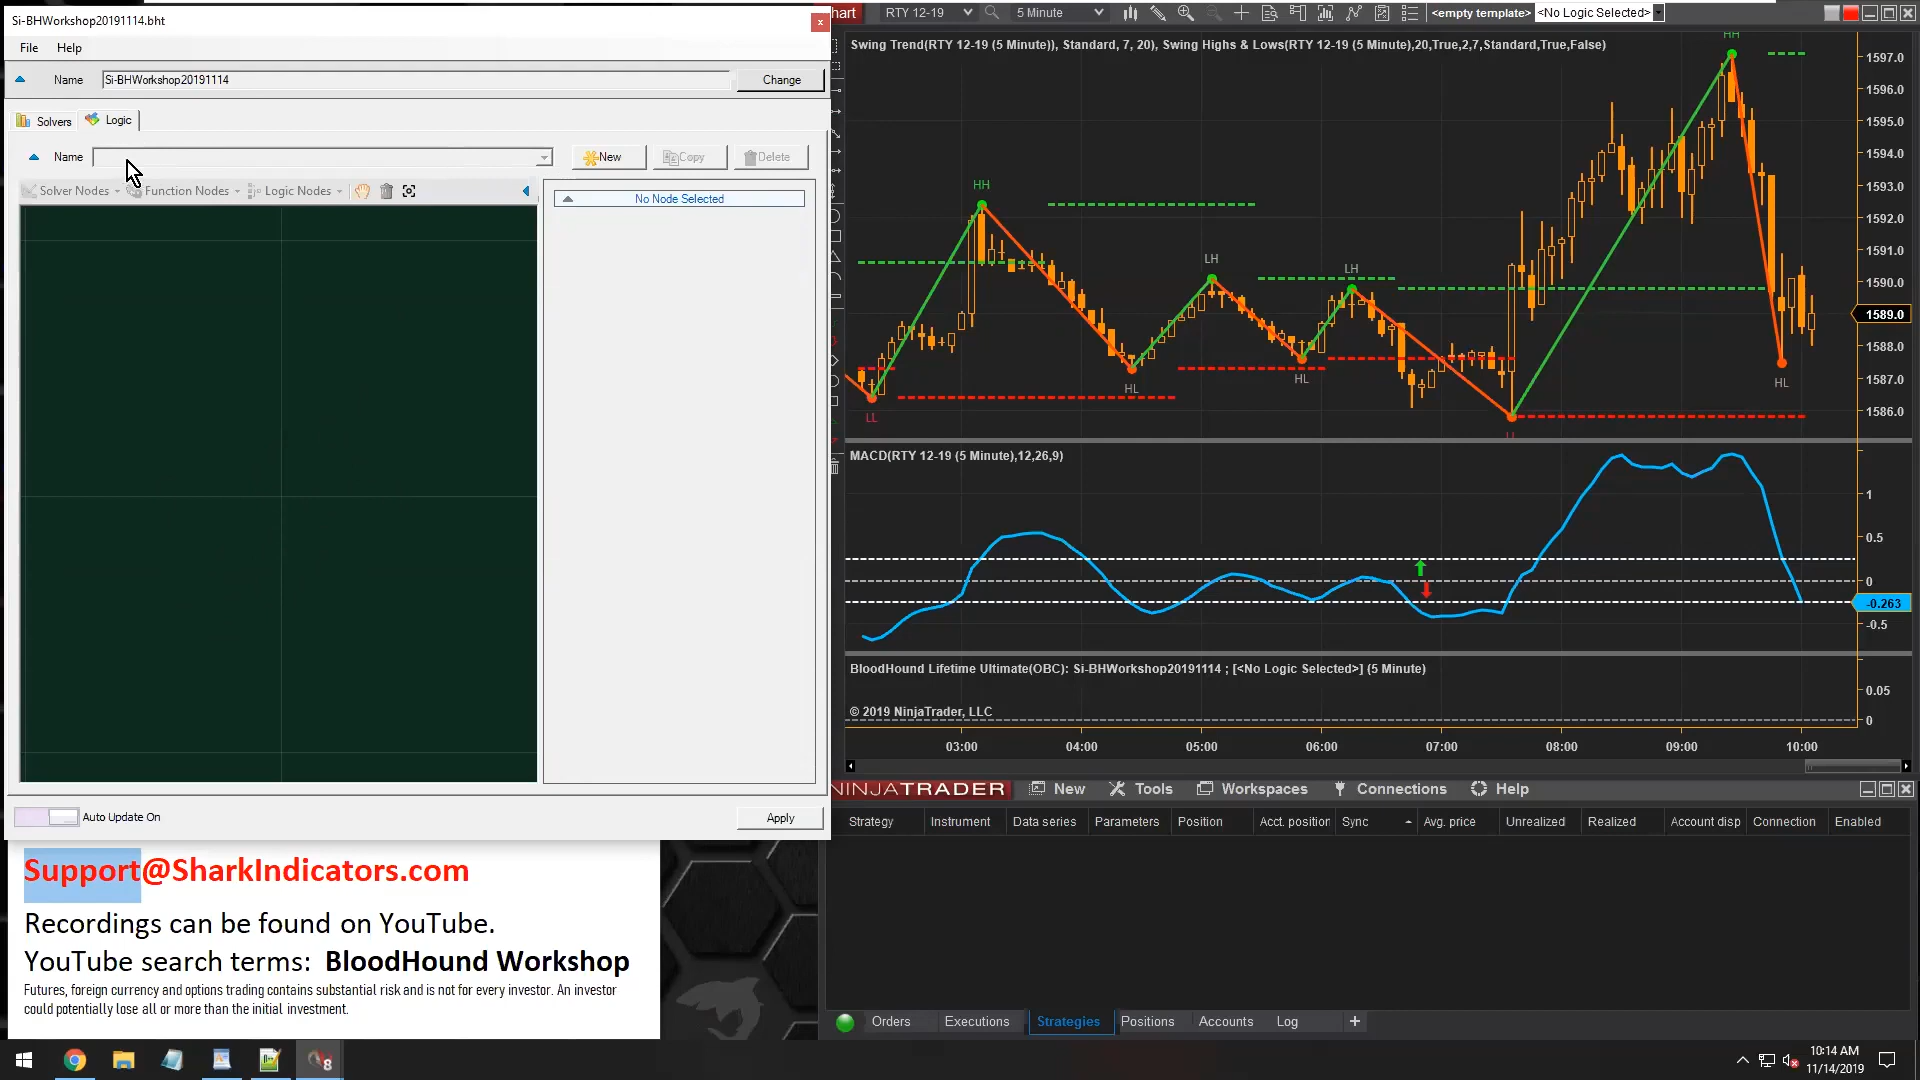 Si-BHWorkshop20191114.bht
x
File Help
Name Si-BHWorkshop20191114 Change
Solvers Logic
Name New Copy Delete
Solver Nodes Function Nodes Logic Nodes
No Node Selected
Auto Update On
Apply
hart RTY 12-19 5 Minute <empty template> <No Logic Selected>
Swing Trend(RTY 12-19 (5 Minute)), Standard, 7, 20), Swing Highs & Lows(RTY 12-19 (5 Minute),20,True,2,7,Standard,True,False)
HH
HH
LH
LH
HL
HL
HL
LL
LL
1597.0
1596.0
1595.0
1594.0
1593.0
1592.0
1591.0
1590.0
1589.0
1588.0
1587.0
1586.0
MACD(RTY 12-19 (5 Minute),12,26,9)
1
0.5
0
-0.263
-0.5
BloodHound Lifetime Ultimate(OBC): Si-BHWorkshop20191114 ; [<No Logic Selected>] (5 Minute)
0.05
0
© 2019 NinjaTrader, LLC
03:00 04:00 05:00 06:00 07:00 08:00 09:00 10:00
NINJATRADER New Tools Workspaces Connections Help
Strategy Instrument Data series Parameters Position Acct. position Sync Avg. price Unrealized Realized Account disp Connection Enabled
Orders Executions Strategies Positions Accounts Log +
Support@SharkIndicators.com
Recordings can be found on YouTube.
YouTube search terms: BloodHound Workshop
Futures, foreign currency and options trading contains substantial risk and is not for every investor. An investor
could potentially lose all or more than the initial investment.
8
10:14 AM
11/14/2019